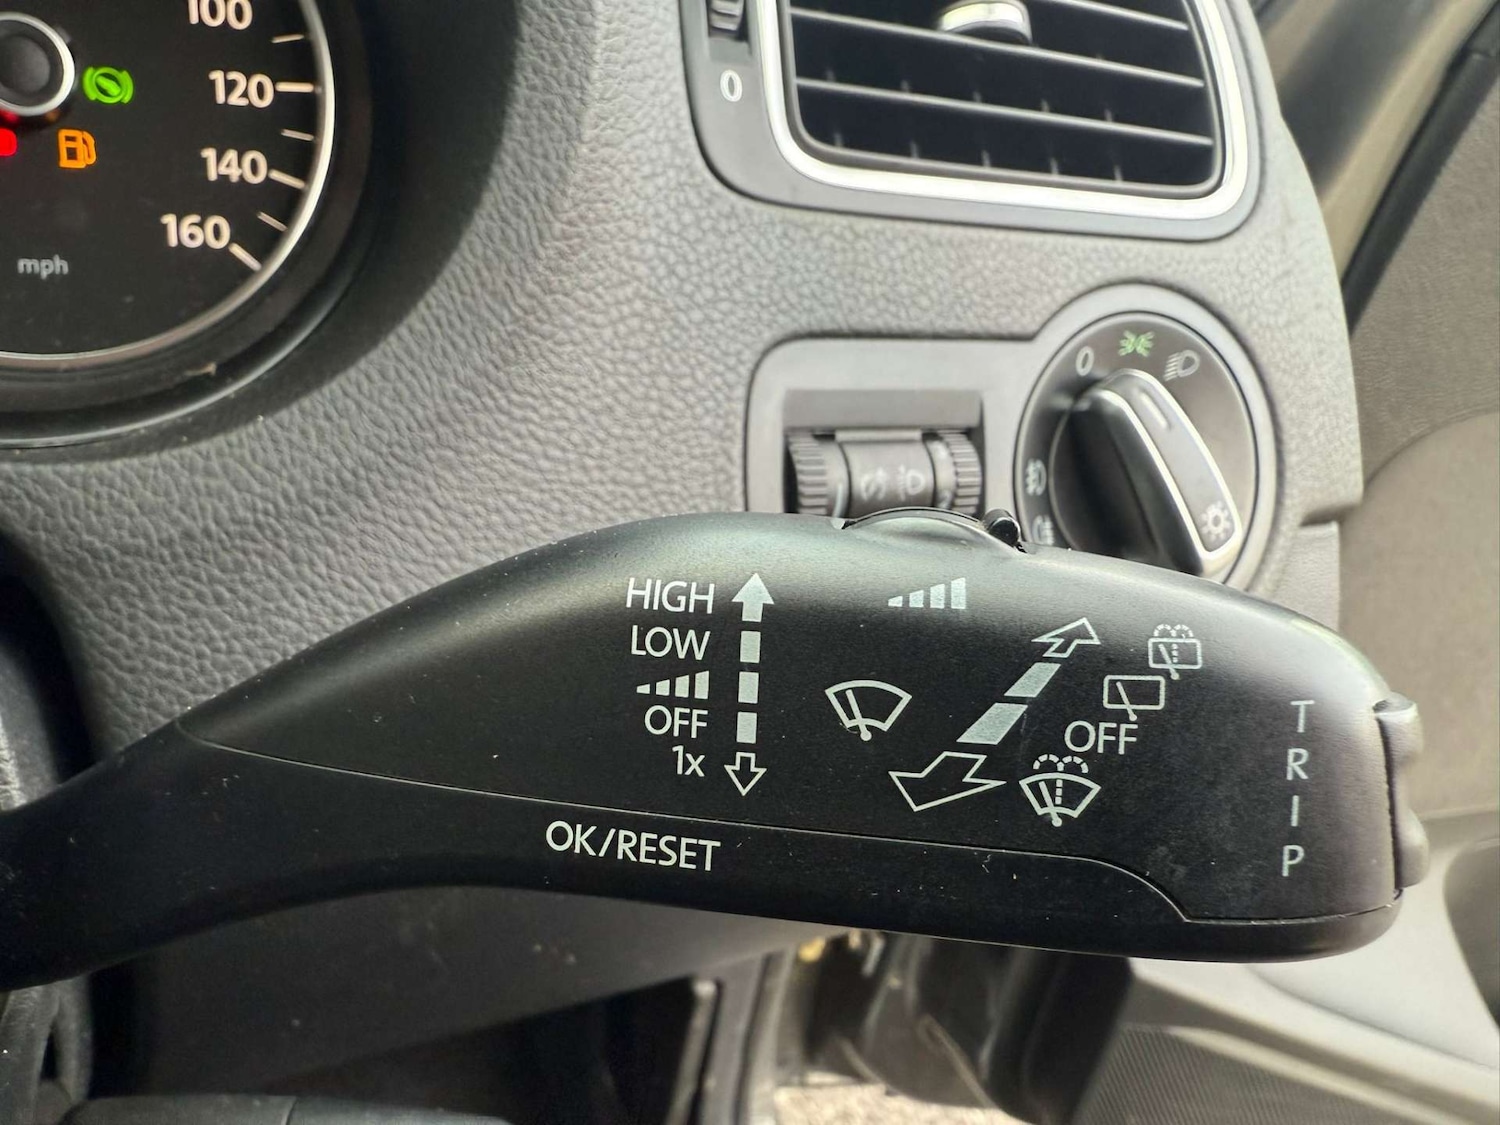 100
120
140
160
mph
0
0
HIGH
LOW
OFF
1x
OFF
TRIP
OK/RESET